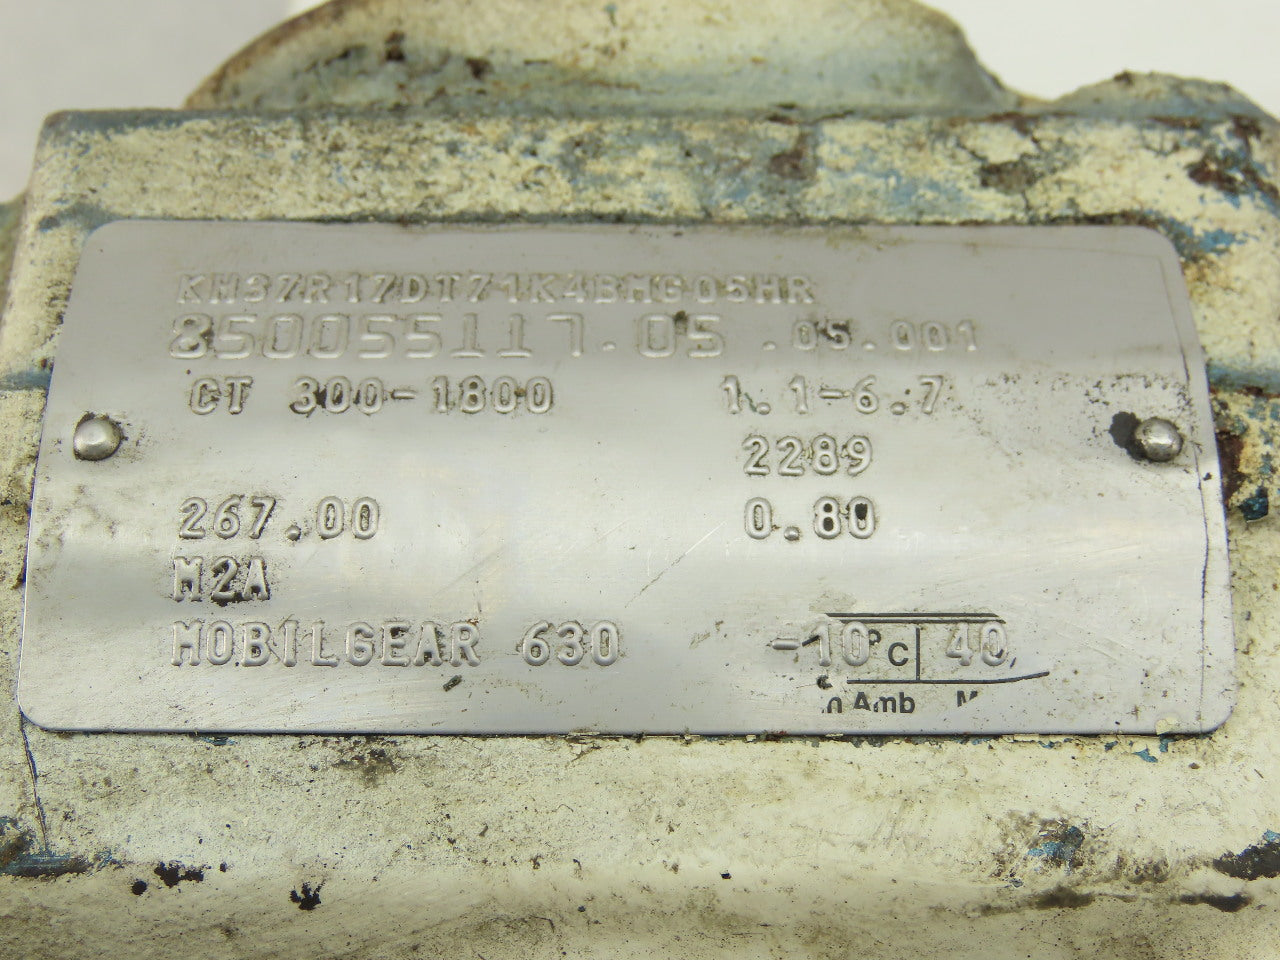 KH37R17DT71K4BMG05HR
850055117.05.05.001
CT 300-1800 1.1-6.7
2289
267.00 0.80
M2A
MOBILGEAR 630 -10 °C 40
Amb